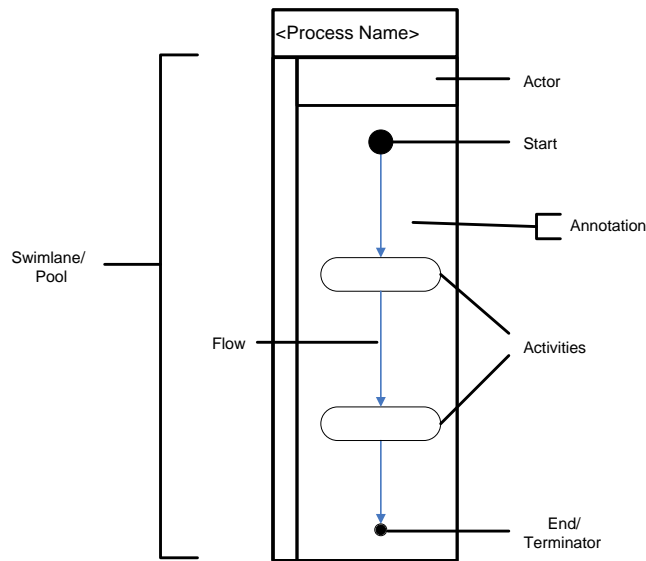 <Process Name>
Actor
Start
Annotation
Swimlane/
Pool
Flow
Activities
End/
Terminator